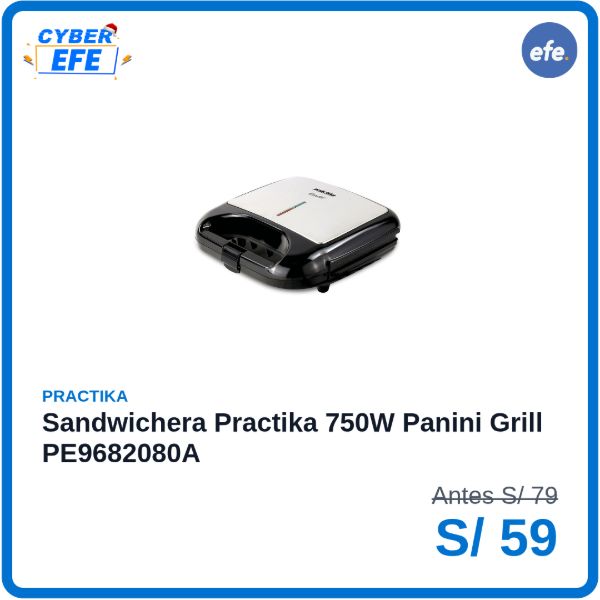 CYBER
EFE
efe.
PRACTIKA
Sandwichera Practika 750W Panini Grill
PE9682080A
Antes S/ 79
S/ 59